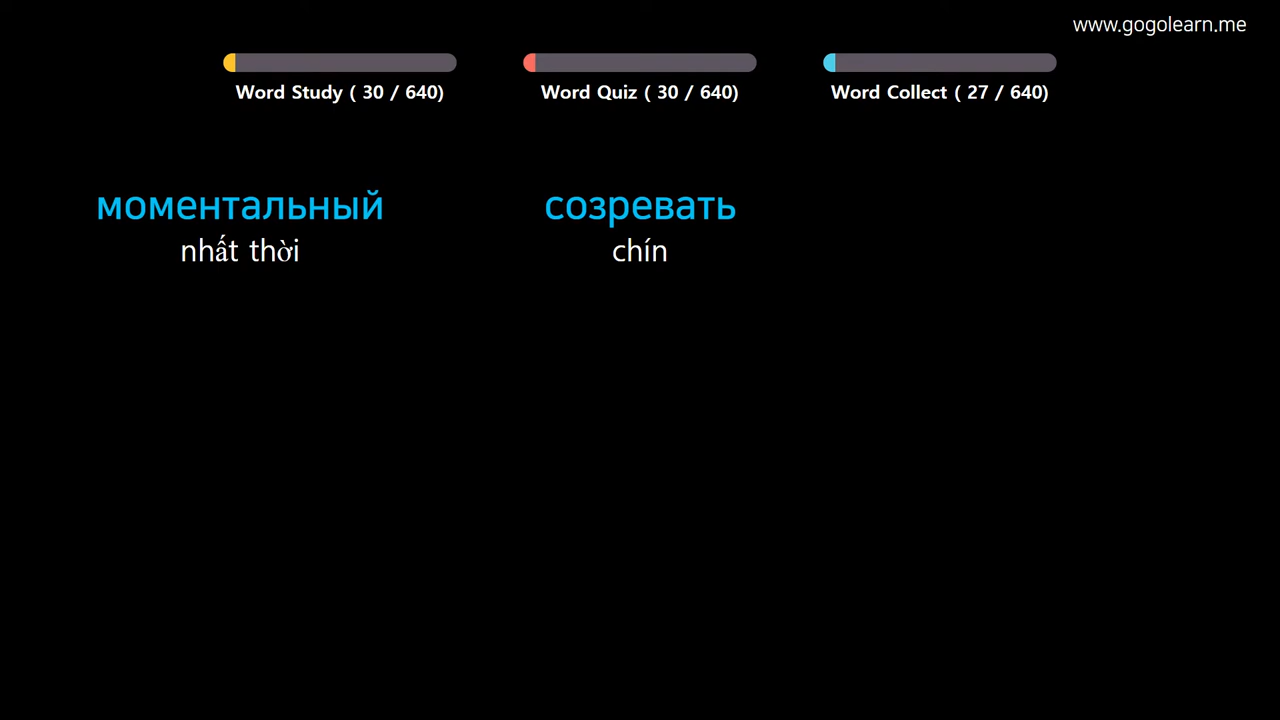 www.gogolearn.me
Word Study ( 30 / 640)
Word Quiz ( 30 / 640)
Word Collect ( 27 / 640)
моментальный
nhất thời
созревать
chín